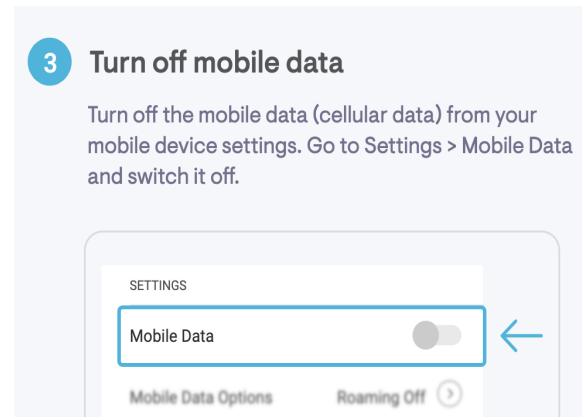 3 Turn off mobile data
Turn off the mobile data (cellular data) from your
mobile device settings. Go to Settings > Mobile Data
and switch it off.
SETTINGS
Mobile Data
Mobile Data Options Roaming Off